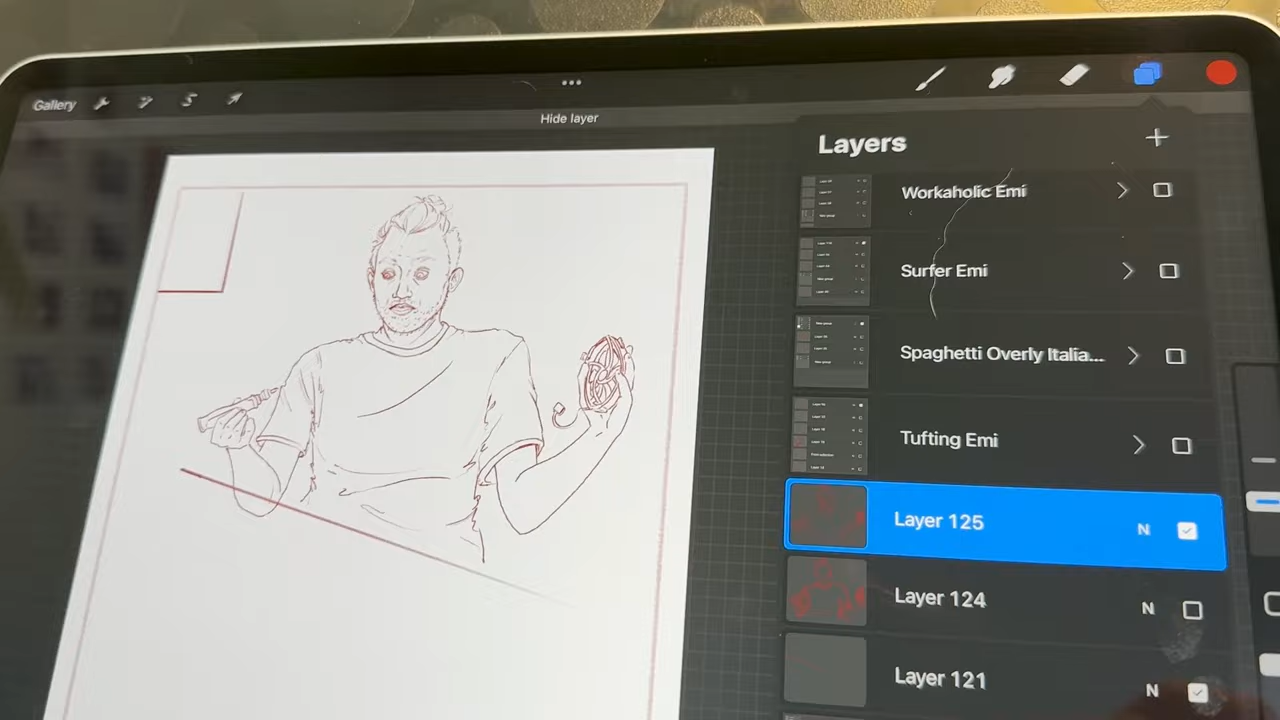 Gallery
Hide layer
Layers
Workaholic Emi
Surfer Emi
Spaghetti Overly Italia...
Tufting Emi
Layer 125 N
Layer 124 N
Layer 121 N